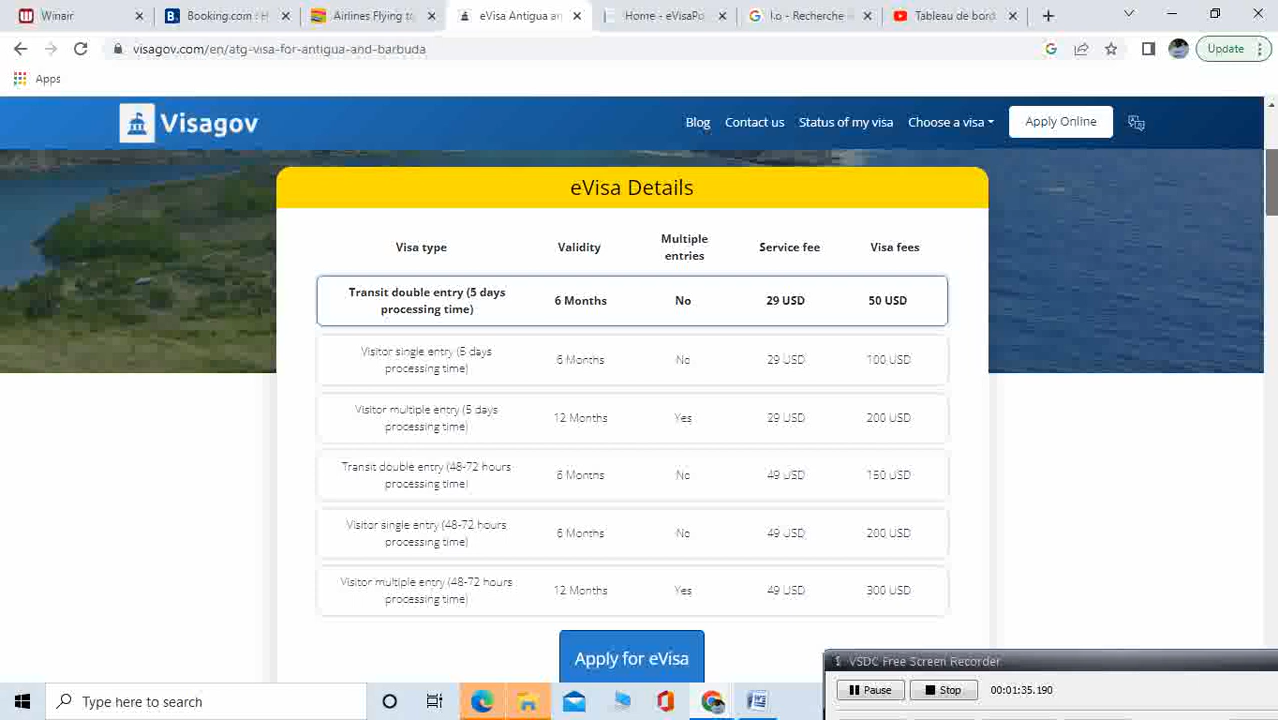 Winair
Booking.com : H
Airlines Flying to
eVisa Antigua an
Home - eVisaPo
Tableau de bord
visagov.com/en/atg-visa-for-antigua-and-barbuda
Update
Apps
Visagov
Blog
Contact us
Status of my visa
Choose a visa
Apply Online
eVisa Details
Visa type
Validity
Multiple
entries
Service fee
Visa fees
Transit double entry (5 days
processing time)
6 Months
No
29 USD
50 USD
Visitor single entry (5 days
processing time)
6 Months
No
29 USD
100 USD
Visitor multiple entry (5 days
processing time)
12 Months
Yes
29 USD
200 USD
Transit double entry (48-72 hours
processing time)
6 Months
No
49 USD
150 USD
Visitor single entry (48-72 hours
processing time)
6 Months
No
49 USD
200 USD
Visitor multiple entry (48-72 hours
processing time)
12 Months
Yes
49 USD
300 USD
Apply for eVisa
VSDC Free Screen Recorder
Pause
Stop
00:01:35.190
Type here to search